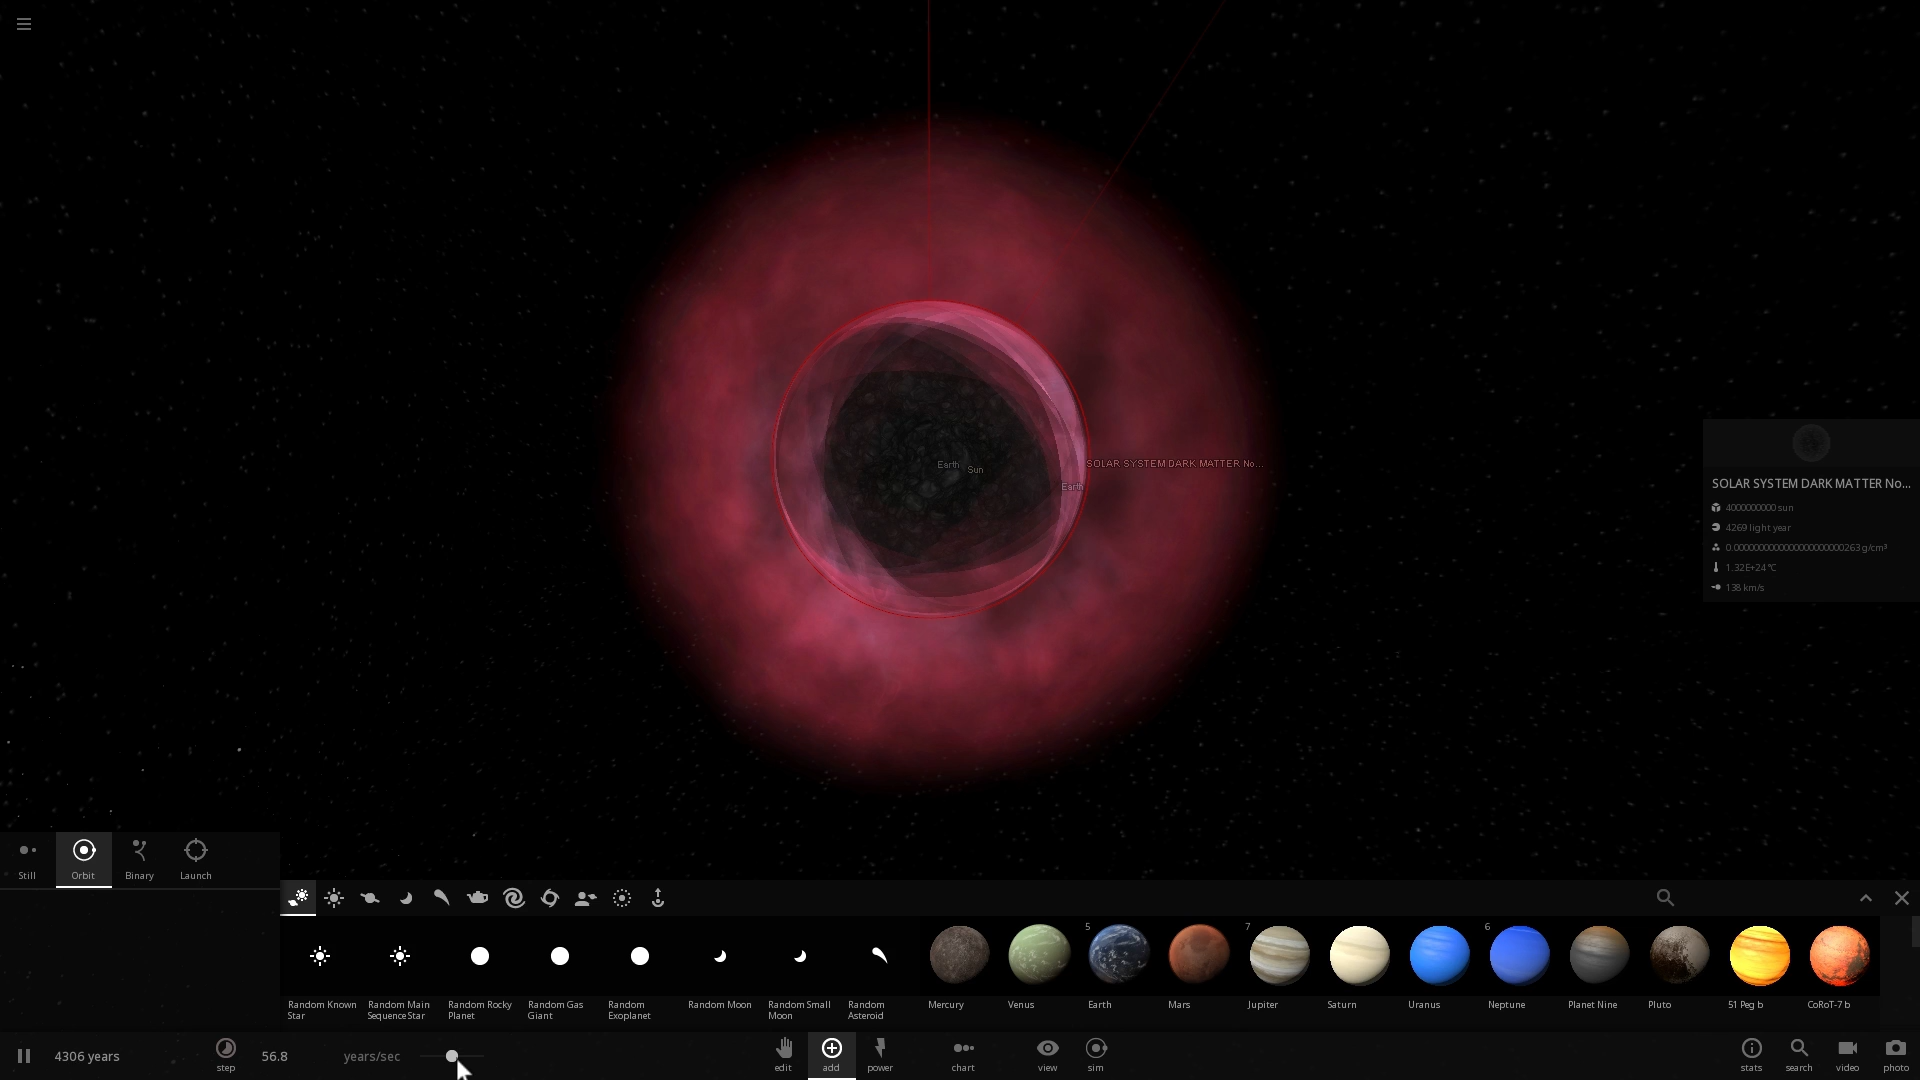 Earth
Sun
SOLAR SYSTEM DARK MATTER No...
Earth
SOLAR SYSTEM DARK MATTER No...
4000000000 sun
4269 light year
1.32E+24 °C
138 km/s
Still
Orbit
Binary
Launch
5
7
6
Random Known
Star
Random Main
Sequence Star
Random Rocky
Planet
Random Gas
Giant
Random
Exoplanet
Random Moon
Random Small
Moon
Random
Asteroid
Mercury
Venus
Earth
Mars
Jupiter
Saturn
Uranus
Neptune
Planet Nine
Pluto
51 Peg b
CoRoT-7 b
4306 years
step
56.8
years/sec
edit
add
power
chart
view
sim
stats
search
video
photo